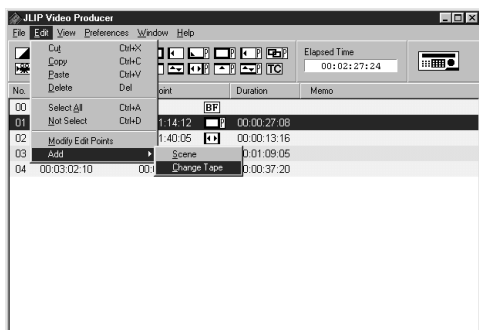 JLIP Video Producer
File Edit View Preferences Window Help
Cut Ctrl+X
Copy Ctrl+C
Paste Ctrl+V
Delete Del
Select All Ctrl+A
Not Select Ctrl+D
Modify Edit Points
Add
Scene
Change Tape
P P P P
P P P P TC
Elapsed Time
00:02:27:24
No. oint Duration Memo
00 BF
01 1:14:12 P 00:00:27:08
02 1:40:05 00:00:13:16
03 0:01:09:05
04 00:03:02:10 00: 0:00:37:20